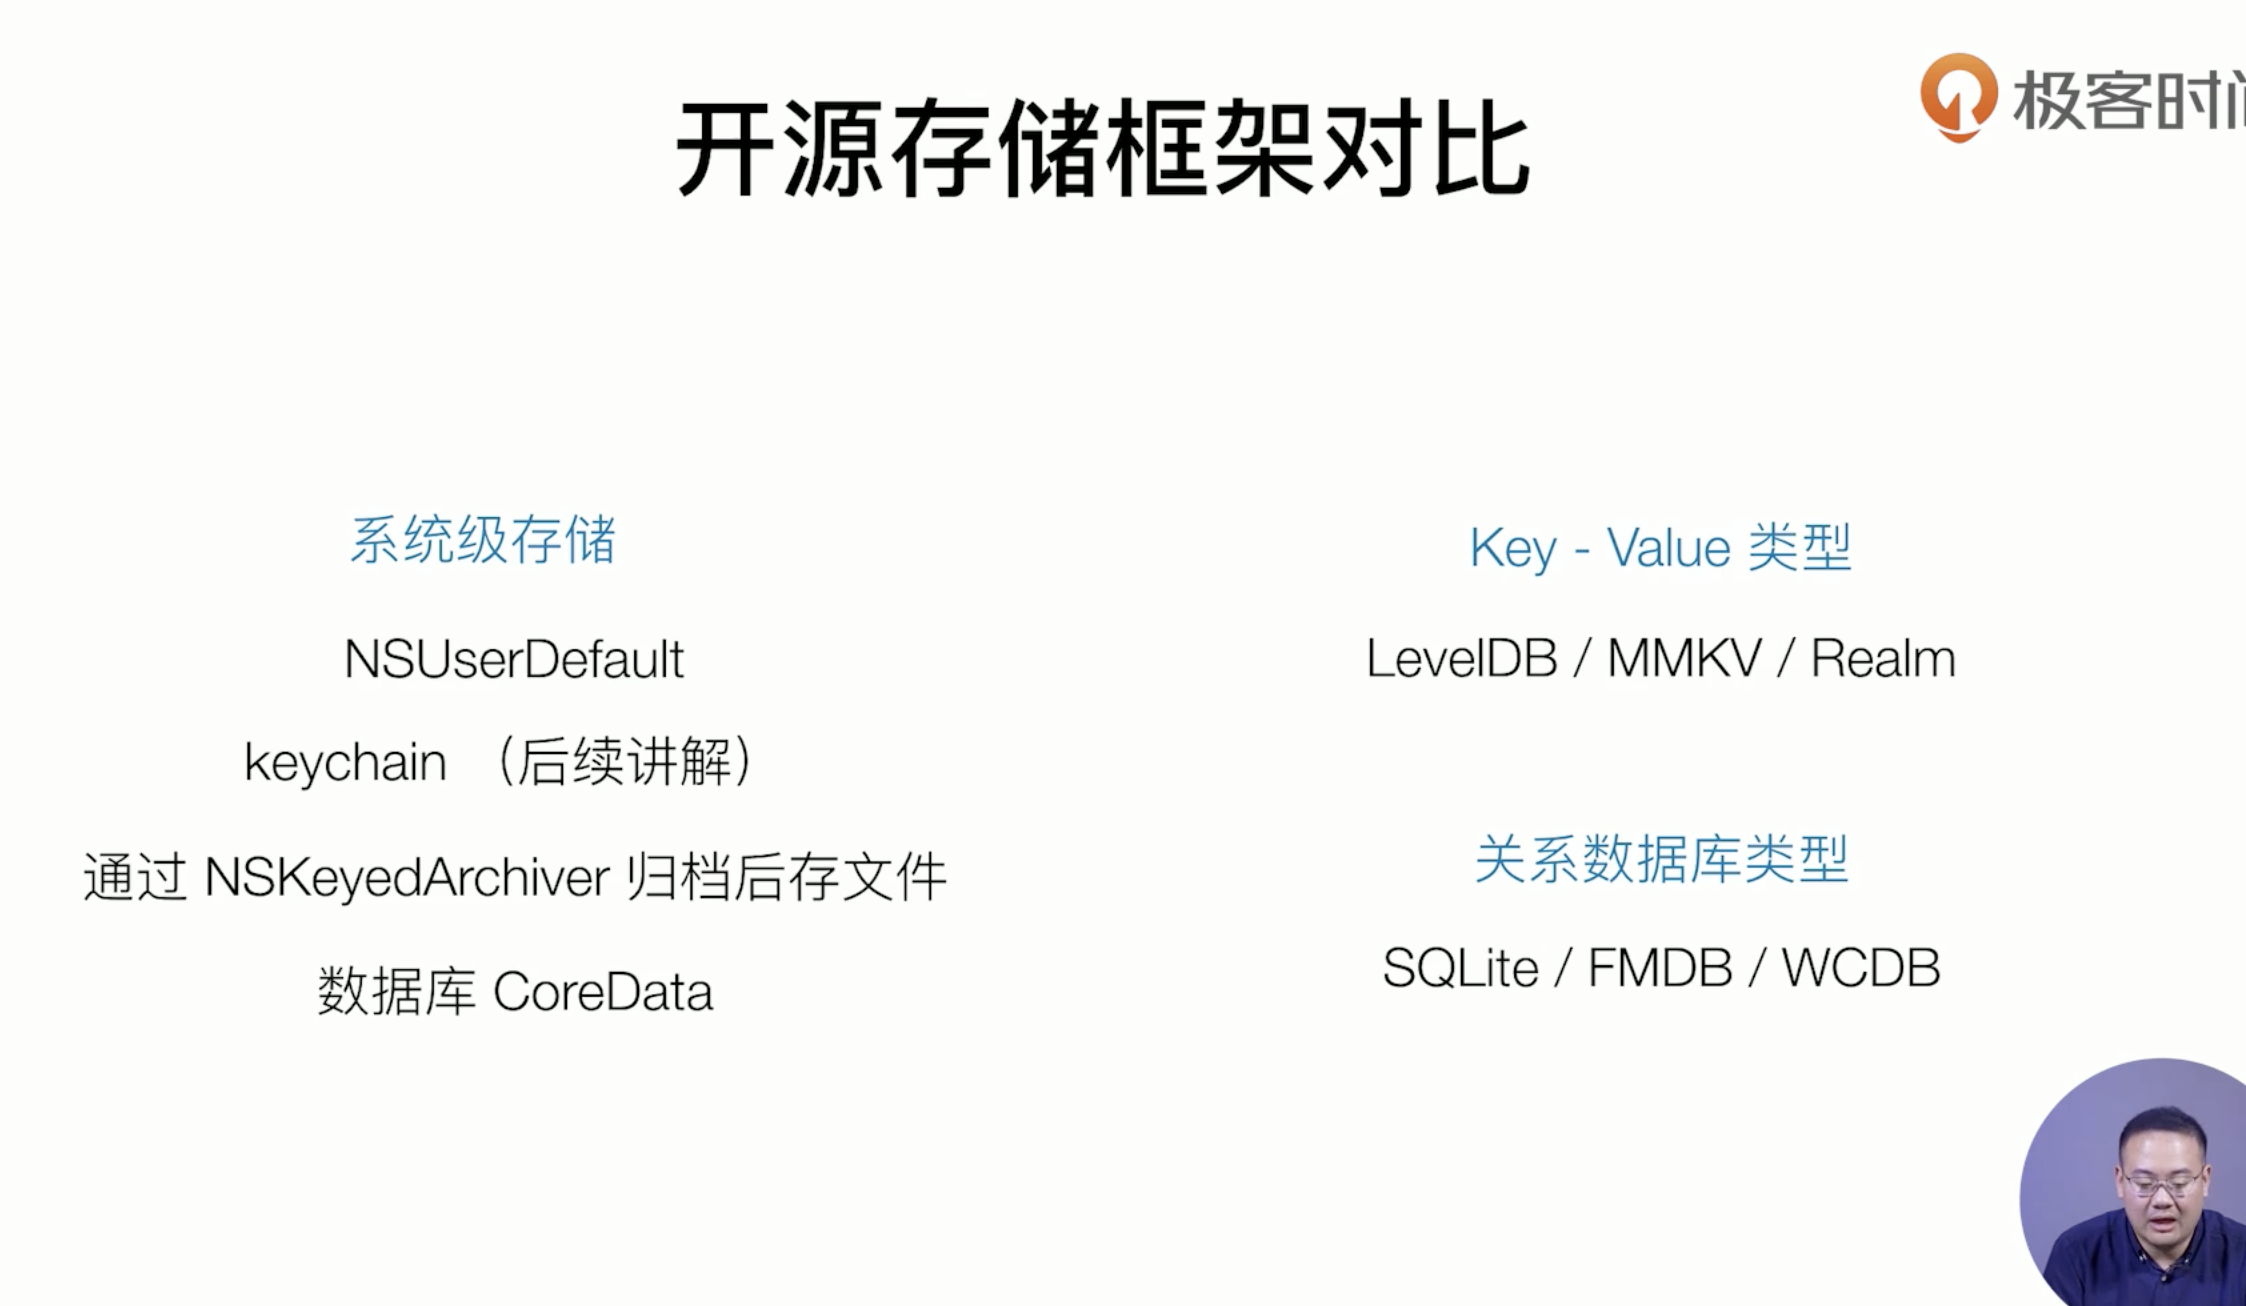 开源存储框架对比
极客时间
系统级存储
NSUserDefault
keychain （后续讲解）
通过 NSKeyedArchiver 归档后存文件
数据库 CoreData
Key - Value 类型
LevelDB / MMKV / Realm
关系数据库类型
SQLite / FMDB / WCDB